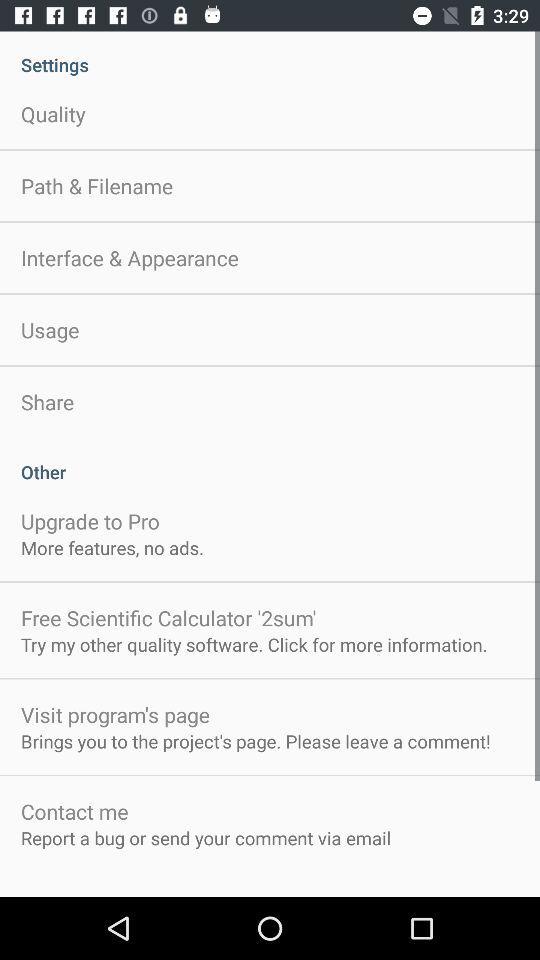 3:29
Settings
Quality
Path & Filename
Interface & Appearance
Usage
Share
Other
Upgrade to Pro
More features, no ads.
Free Scientific Calculator '2sum'
Try my other quality software. Click for more information.
Visit program's page
Brings you to the project's page. Please leave a comment!
Contact me
Report a bug or send your comment via email